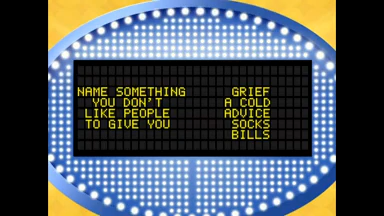 NAME SOMETHING
YOU DON'T
LIKE PEOPLE
TO GIVE YOU
GRIEF
A COLD
ADVICE
SOCKS
BILLS